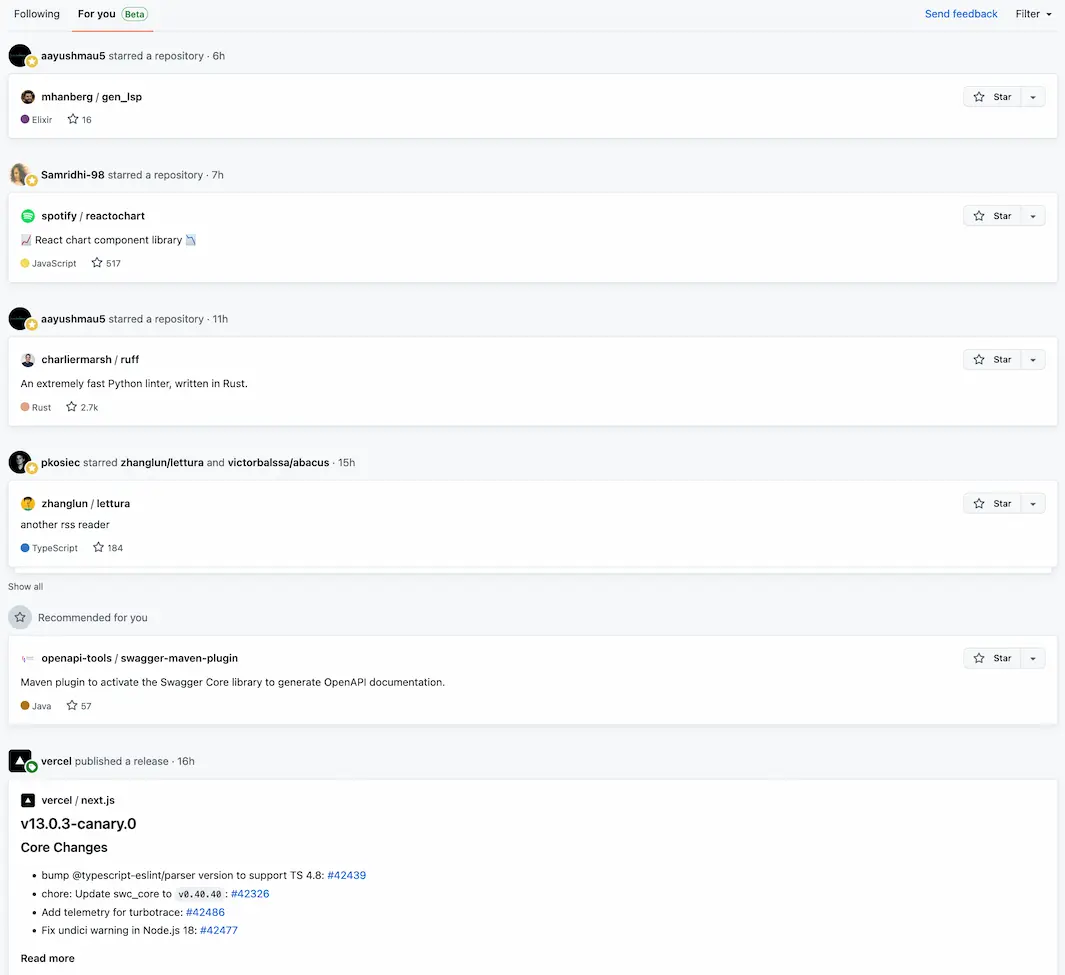 Following For you Beta Send feedback Filter
aayushmau5 starred a repository · 6h
mhanberg / gen_lsp Star
Elixir 16
Samridhi-98 starred a repository · 7h
spotify / reactochart Star
📈 React chart component library 📉
JavaScript 517
aayushmau5 starred a repository · 11h
charliermarsh / ruff Star
An extremely fast Python linter, written in Rust.
Rust 2.7k
pkosiec starred zhanglun/lettura and victorbalssa/abacus · 15h
zhanglun / lettura Star
another rss reader
TypeScript 184
Show all
Recommended for you
openapi-tools / swagger-maven-plugin Star
Maven plugin to activate the Swagger Core library to generate OpenAPI documentation.
Java 57
vercel published a release · 16h
vercel / next.js
v13.0.3-canary.0
Core Changes
• bump @typescript-eslint/parser version to support TS 4.8: #42439
• chore: Update swc_core to v0.40.40 : #42326
• Add telemetry for turbotrace: #42486
• Fix undici warning in Node.js 18: #42477
Read more